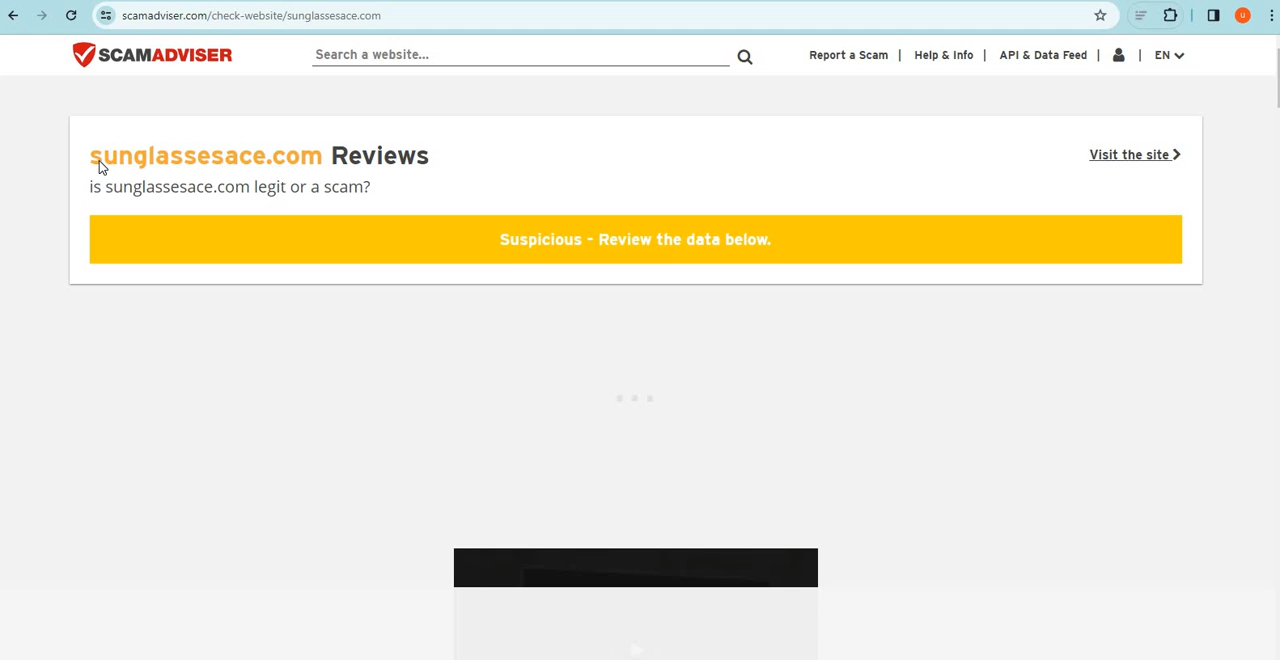 scamadviser.com/check-website/sunglassesace.com
u
SCAMADVISER
Search a website...
Report a Scam | Help & Info | API & Data Feed | | EN
sunglassesace.com Reviews
Visit the site
is sunglassesace.com legit or a scam?
Suspicious - Review the data below.